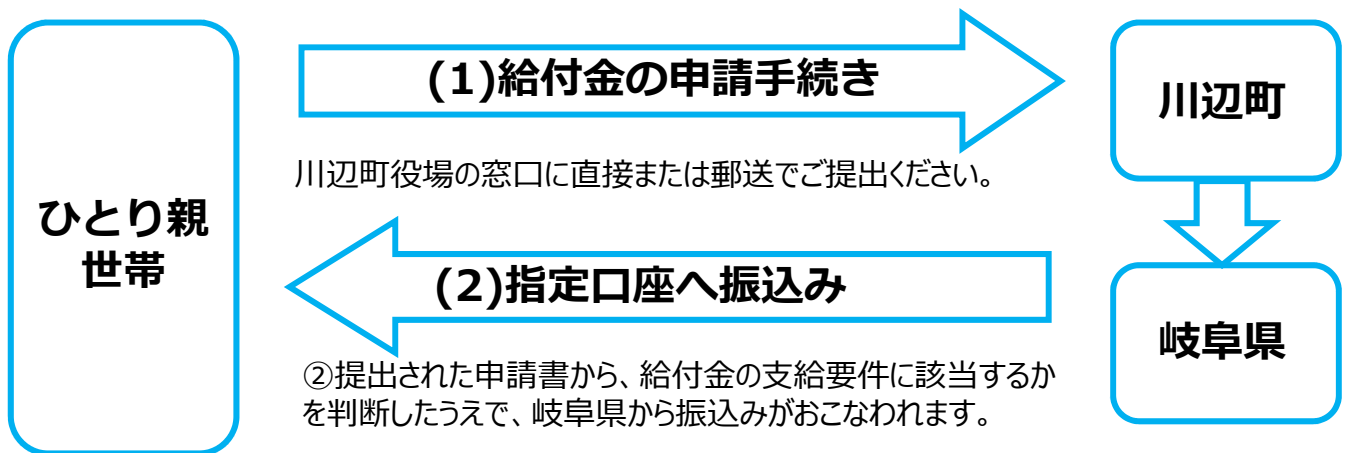 ひとり親
世帯
(1)給付金の申請手続き
川辺町役場の窓口に直接または郵送でご提出ください。
川辺町
(2)指定口座へ振込み
②提出された申請書から、給付金の支給要件に該当するか
を判断したうえで、岐阜県から振込みがおこなわれます。
岐阜県